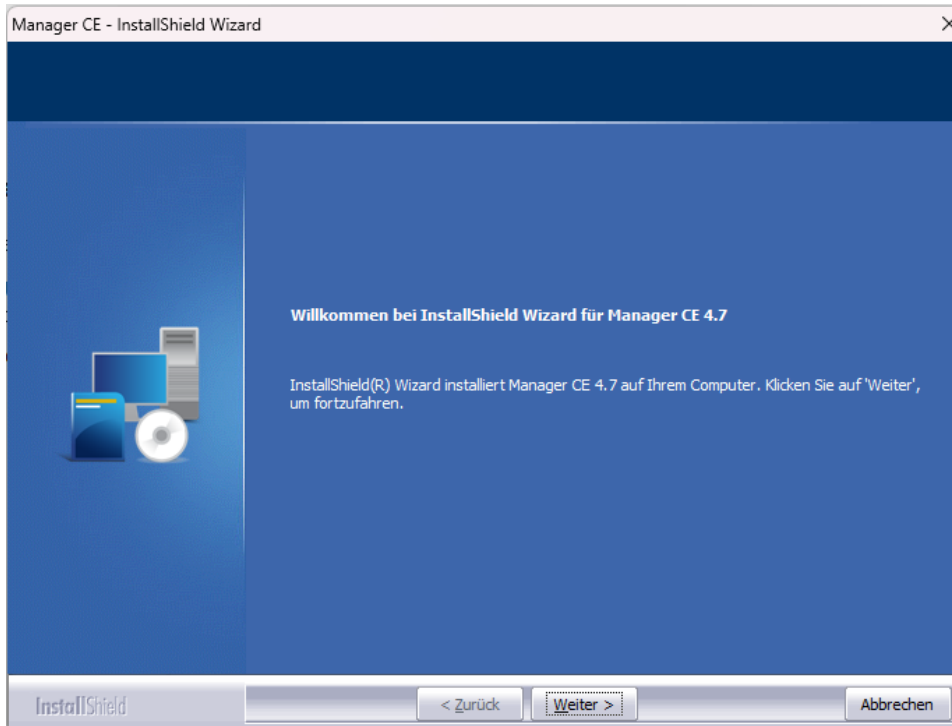 Manager CE - InstallShield Wizard
Willkommen bei InstallShield Wizard für Manager CE 4.7
InstallShield(R) Wizard installiert Manager CE 4.7 auf Ihrem Computer. Klicken Sie auf 'Weiter',
um fortzufahren.
InstallShield
< Zurück
Weiter >
Abbrechen